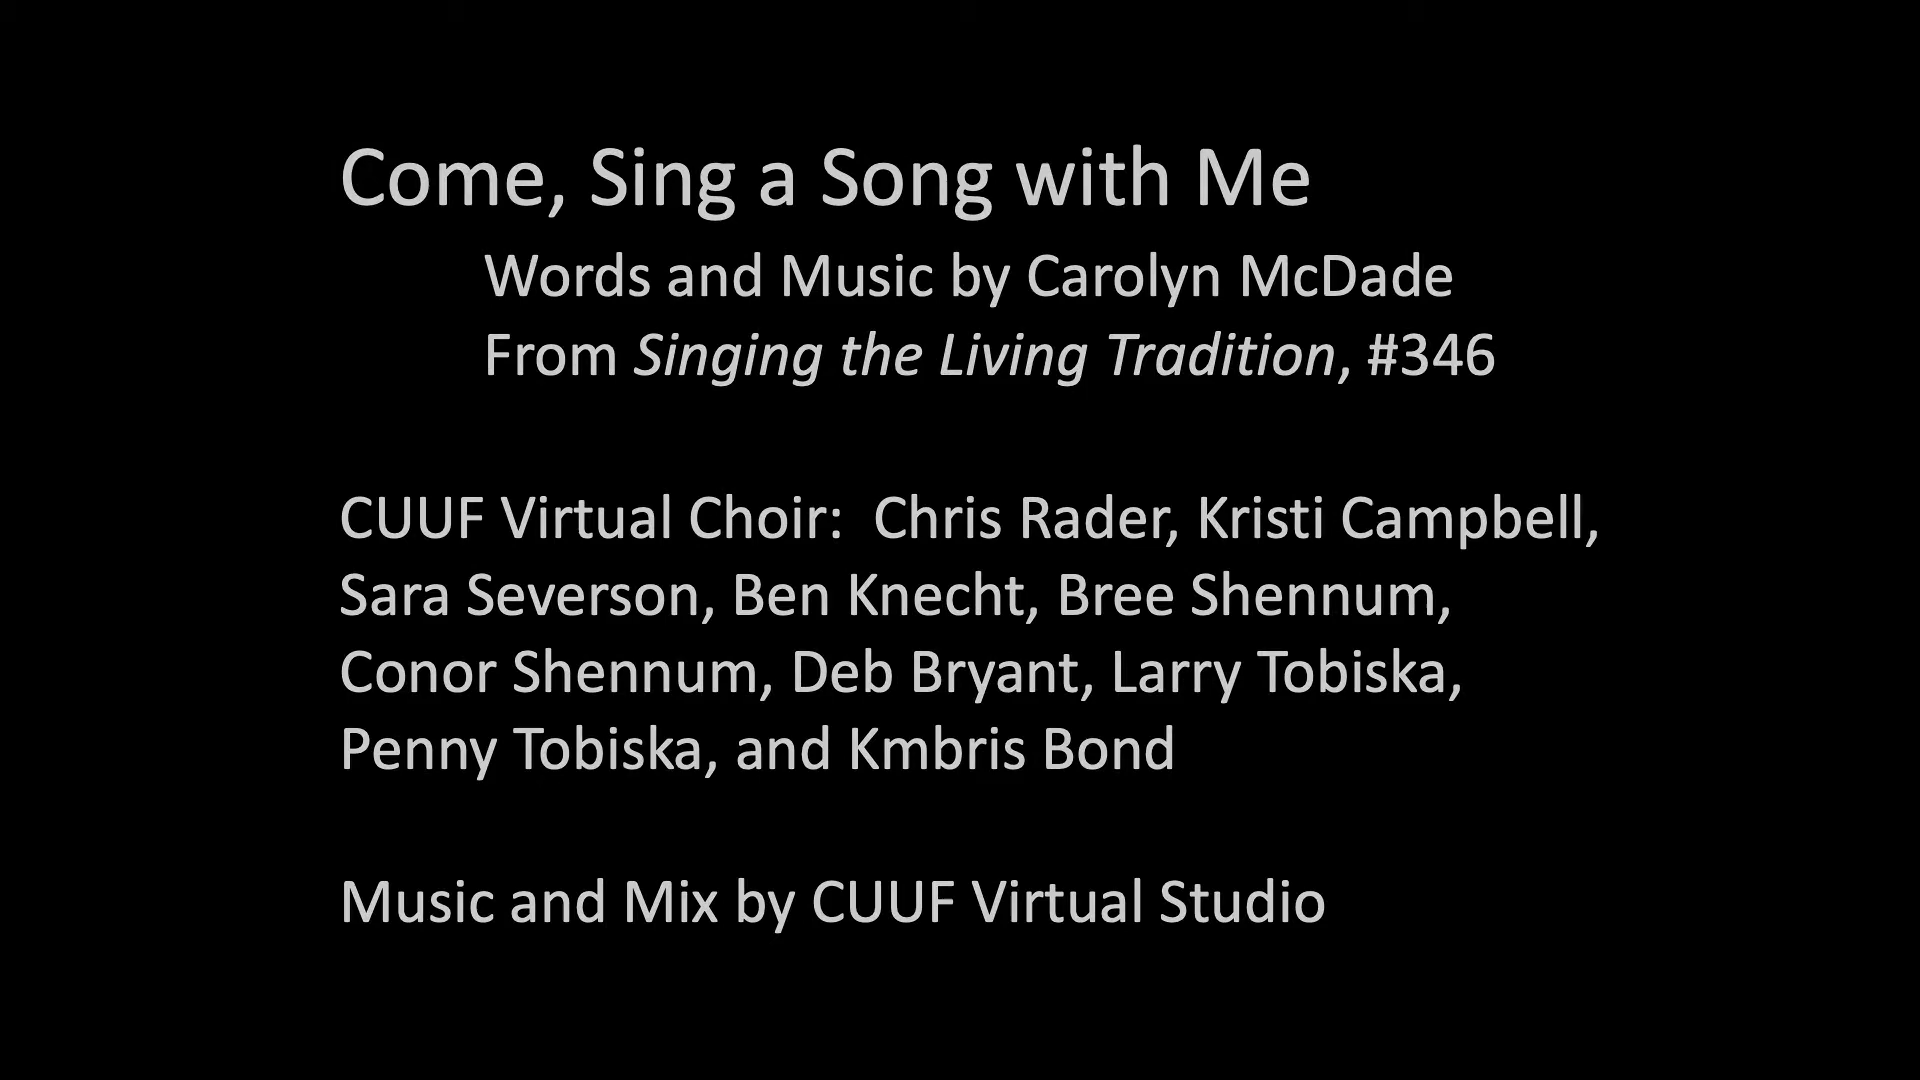 Come, Sing a Song with Me
Words and Music by Carolyn McDade
From Singing the Living Tradition, #346
CUUF Virtual Choir:  Chris Rader, Kristi Campbell,
Sara Severson, Ben Knecht, Bree Shennum,
Conor Shennum, Deb Bryant, Larry Tobiska,
Penny Tobiska, and Kmbris Bond
Music and Mix by CUUF Virtual Studio